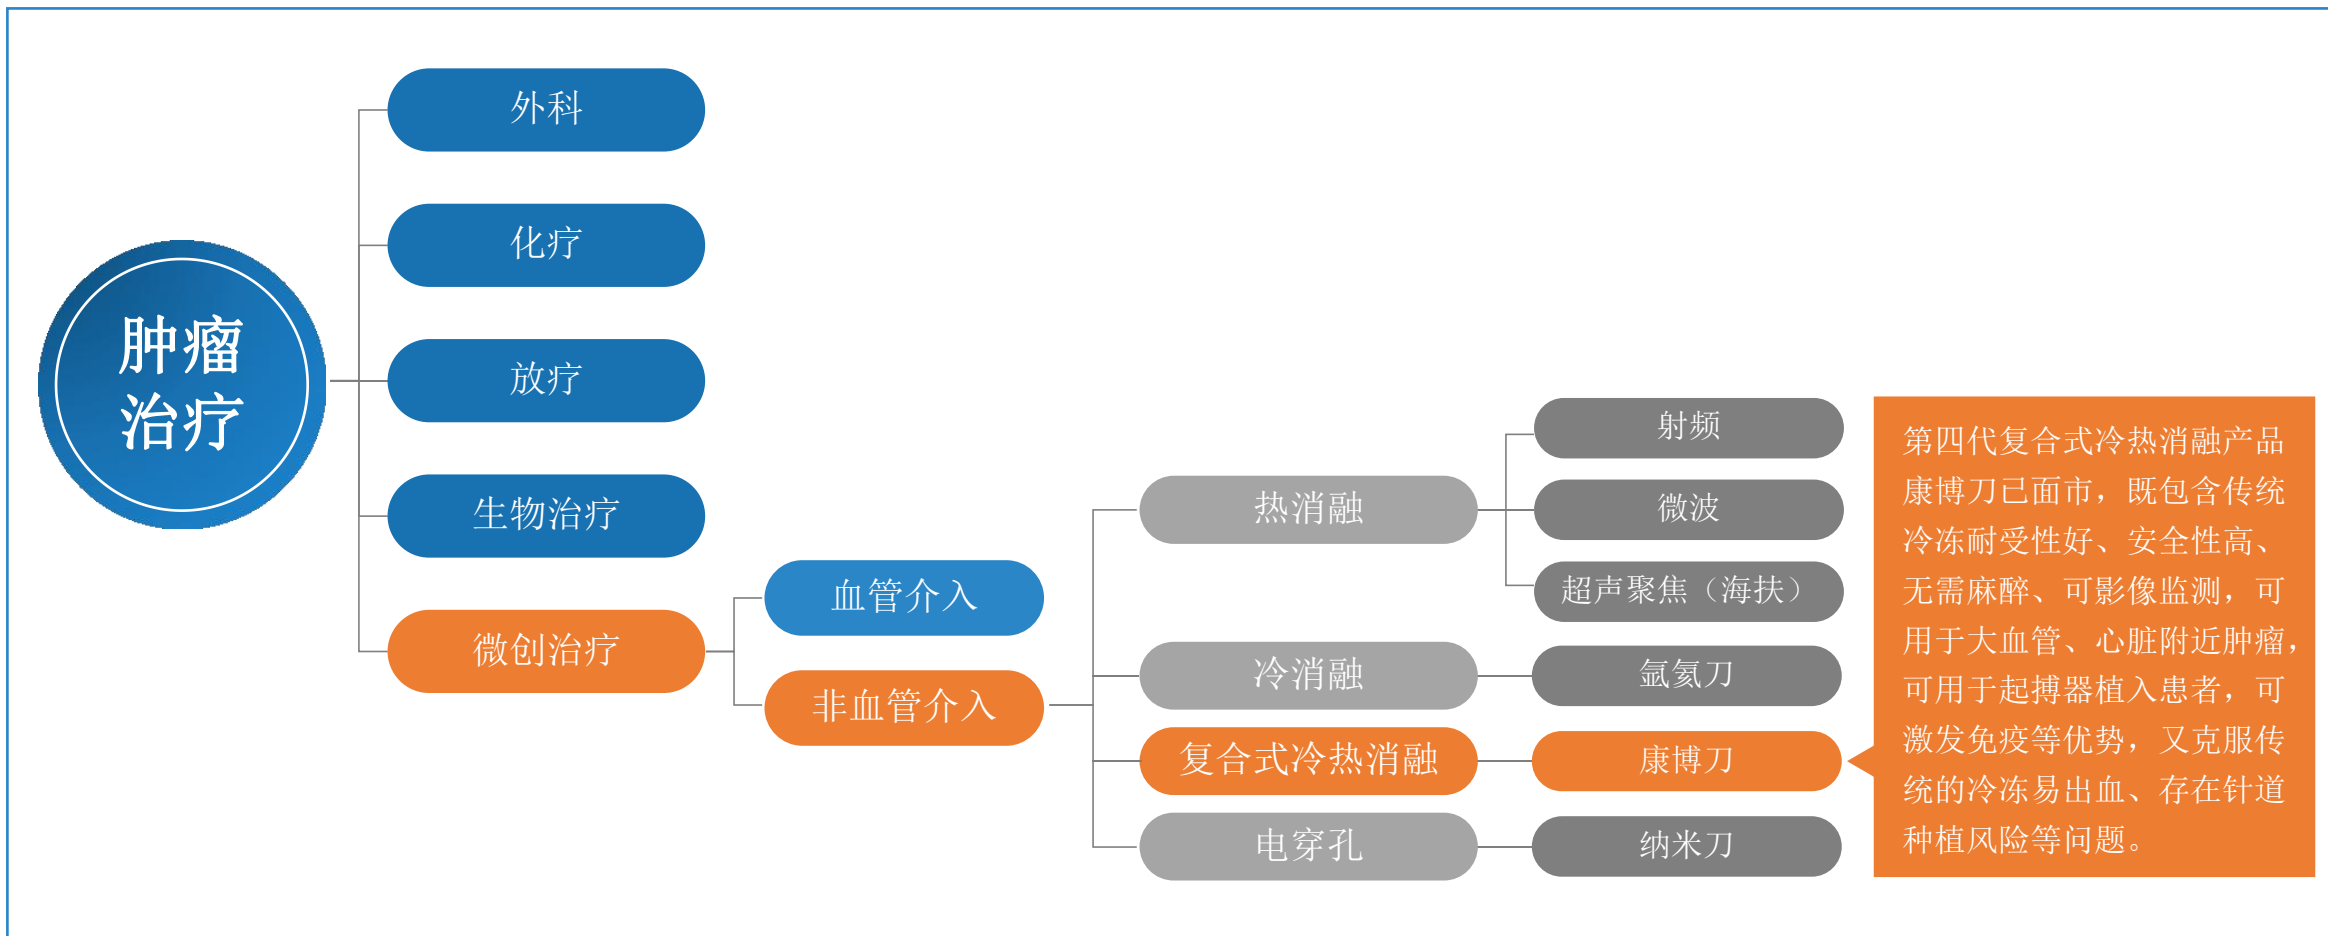 肿瘤
治疗
外科
化疗
放疗
生物治疗
微创治疗
血管介入
非血管介入
热消融
冷消融
复合式冷热消融
电穿孔
射频
微波
超声聚焦（海扶）
氩氦刀
康博刀
纳米刀
第四代复合式冷热消融产品
康博刀已面市，既包含传统
冷冻耐受性好、安全性高、
无需麻醉、可影像监测，可
用于大血管、心脏附近肿瘤，
可用于起搏器植入患者，可
激发免疫等优势，又克服传
统的冷冻易出血、存在针道
种植风险等问题。